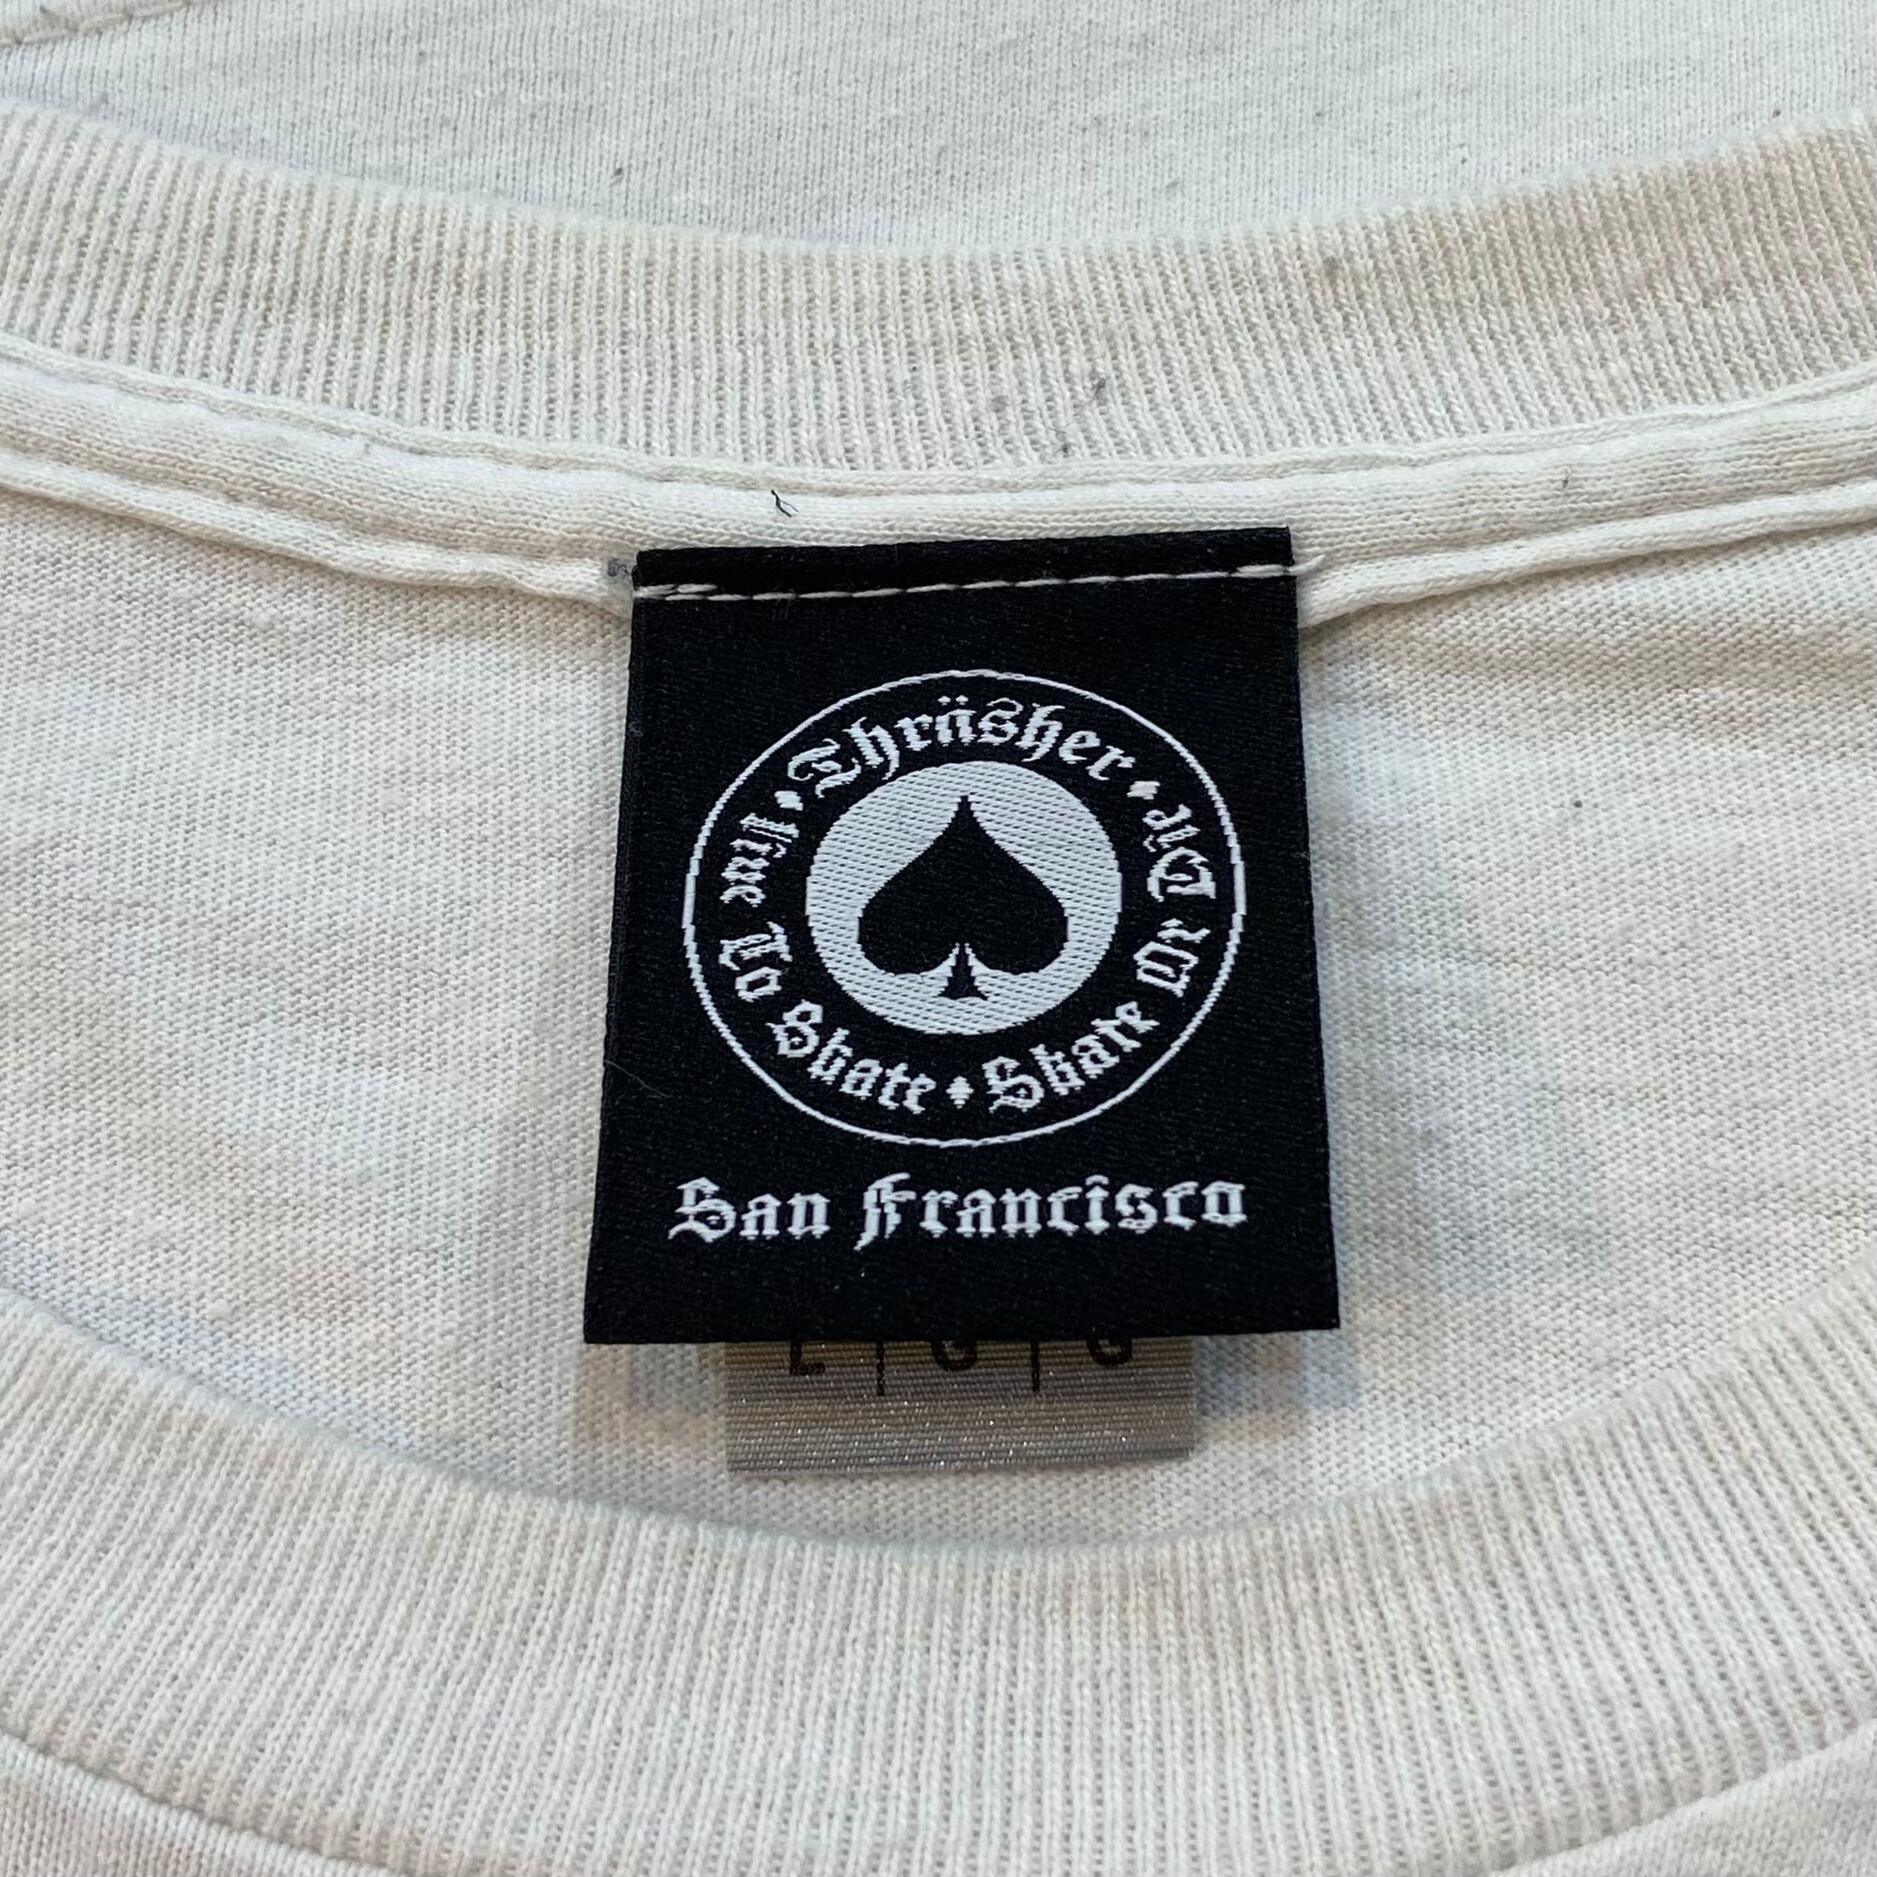 Thräsher • Live To Skate • Skate Or Die •
San Francisco
L | G | G